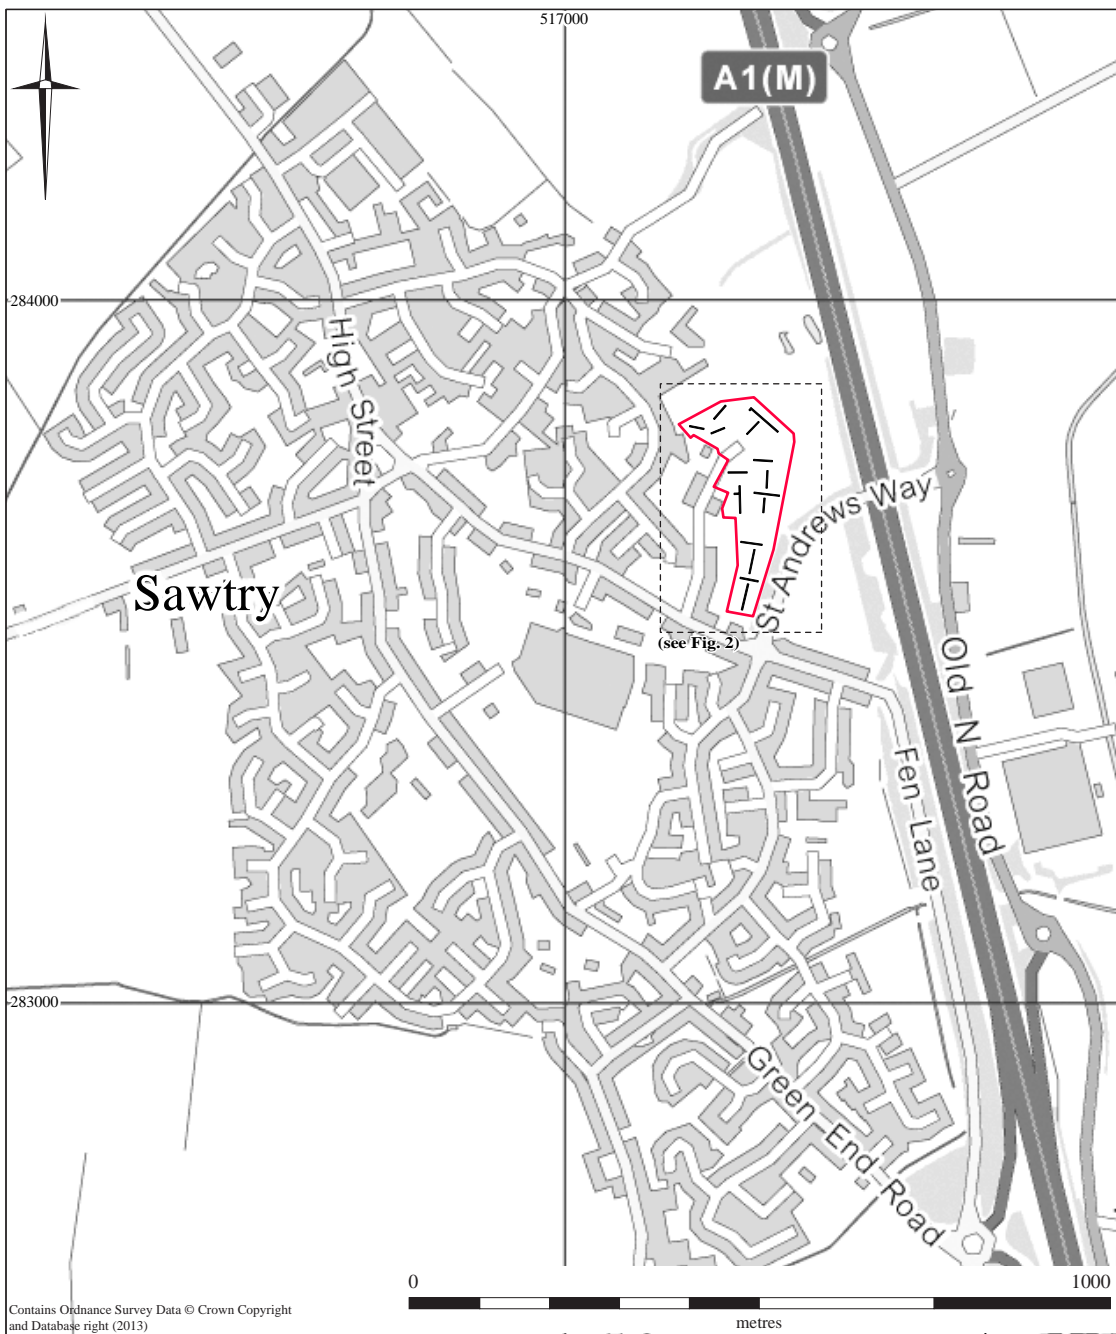 517000
A1(M)
284000
High Street
St-Andrews Way
Sawtry
(see Fig. 2)
Old N Road
Fen-Lane
283000
Green-End-Road
0
1000
metres
Contains Ordnance Survey Data © Crown Copyright
and Database right (2013)